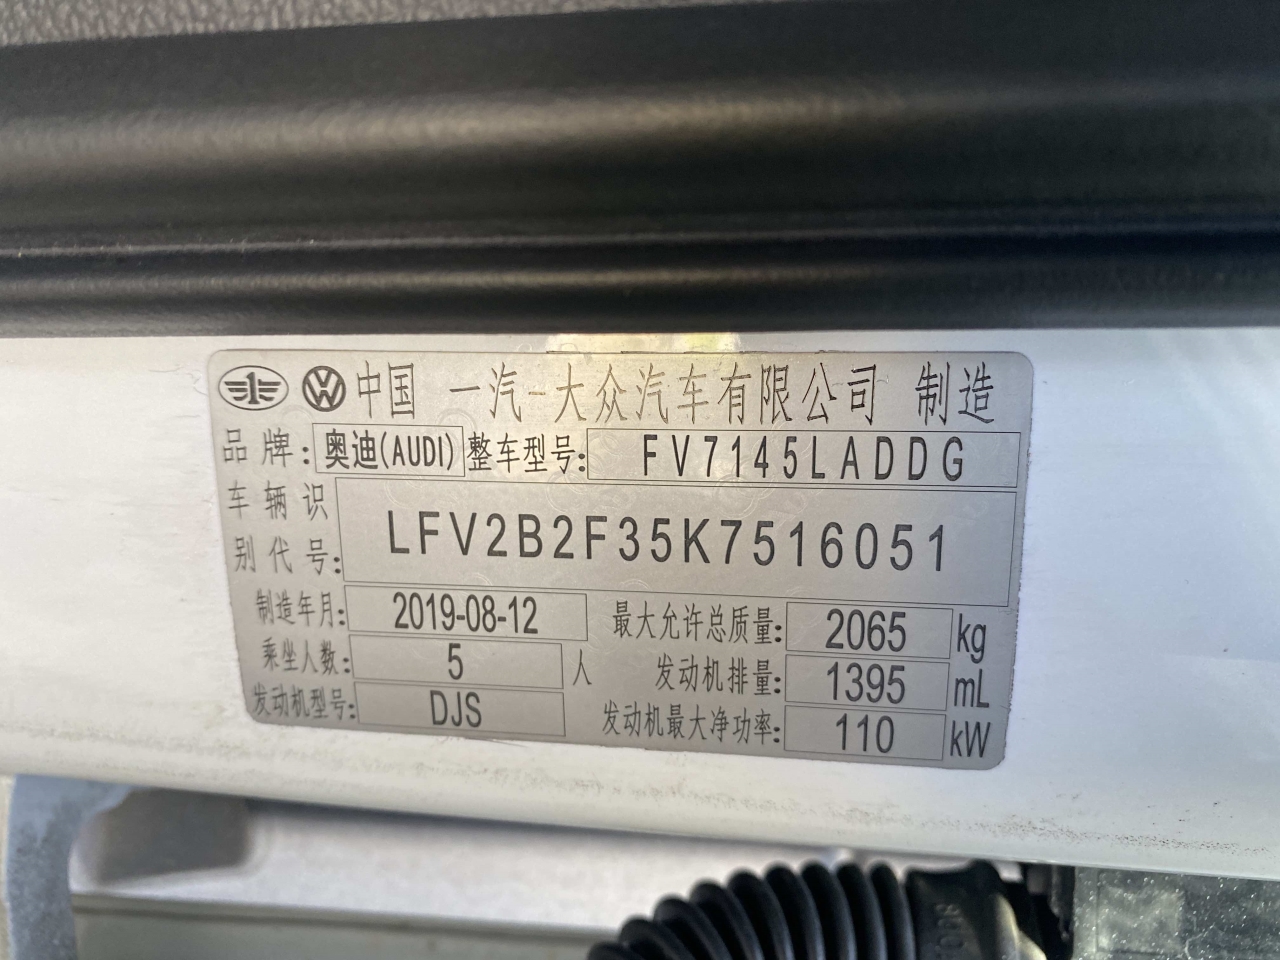 中国 一汽-大众汽车有限公司 制造
品牌: 奥迪(AUDI) 整车型号: FV7145LADDG
车辆识别代号: LFV2B2F35K7516051
制造年月: 2019-08-12 最大允许总质量: 2065 kg
乘坐人数: 5 人 发动机排量: 1395 mL
发动机型号: DJS 发动机最大净功率: 110 kW